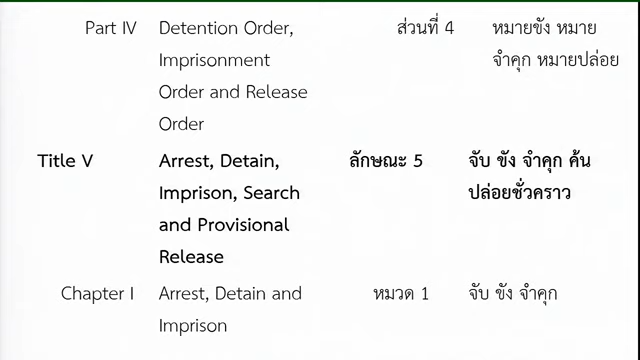 Part IV Detention Order, ส่วนที่ 4 หมายขัง หมาย
Imprisonment จำคุก หมายปล่อย
Order and Release
Order
Title V Arrest, Detain, ลักษณะ 5 จับ ขัง จำคุก ค้น
Imprison, Search ปล่อยชั่วคราว
and Provisional
Release
Chapter I Arrest, Detain and หมวด 1 จับ ขัง จำคุก
Imprison